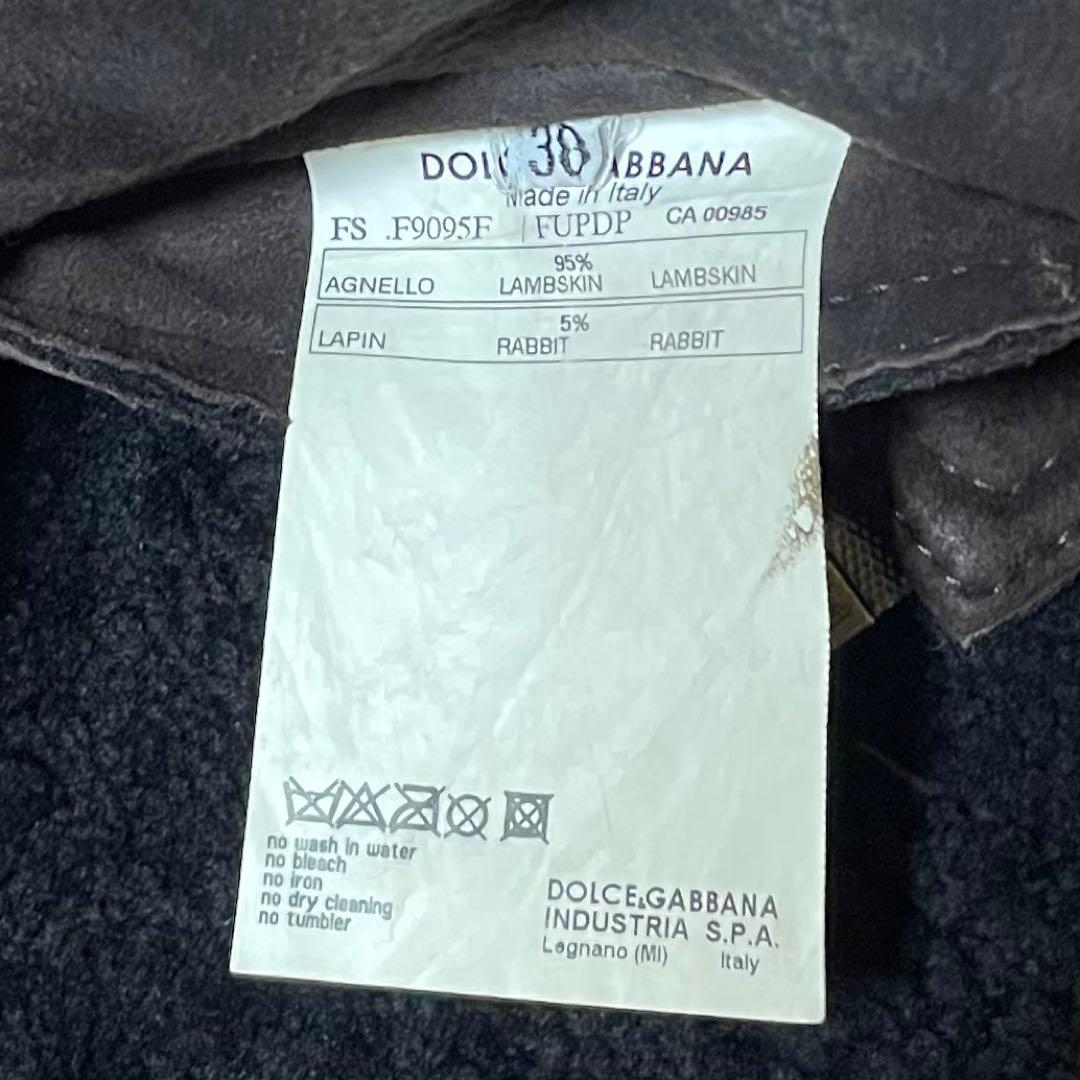 38
DOL ABBANA
Made in Italy
FS .F9095F FUPDP CA 00985
95%
AGNELLO LAMBSKIN LAMBSKIN
5%
LAPIN RABBIT RABBIT
no wash in water
no bleach
no iron
no dry cleaning
no tumbler
DOLCE&GABBANA
INDUSTRIA S.P.A.
Legnano (MI) Italy